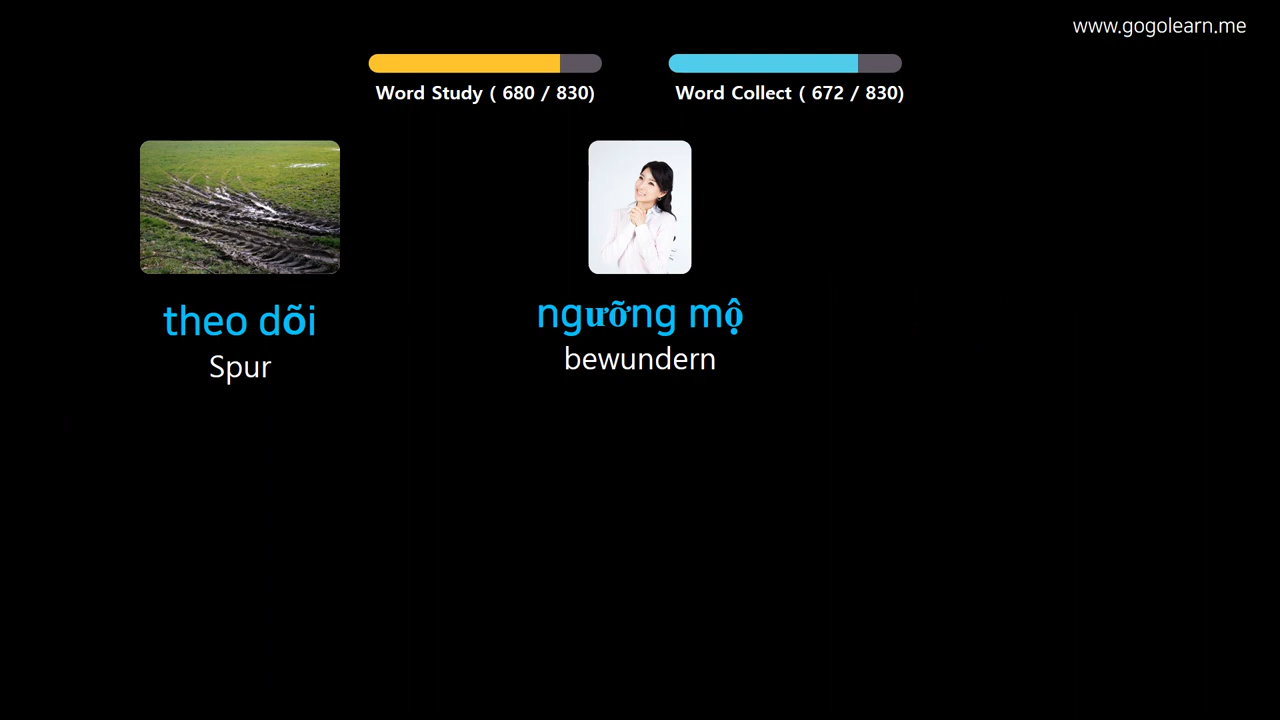 www.gogolearn.me
Word Study ( 680 / 830)
Word Collect ( 672 / 830)
theo dõi
Spur
ngưỡng mộ
bewundern